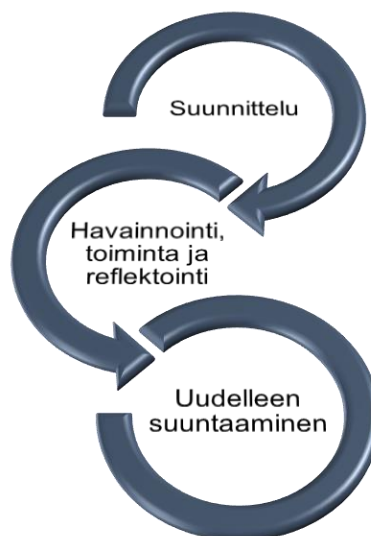 Suunnittelu
Havainnointi,
toiminta ja
reflektointi
Uudelleen
suuntaaminen